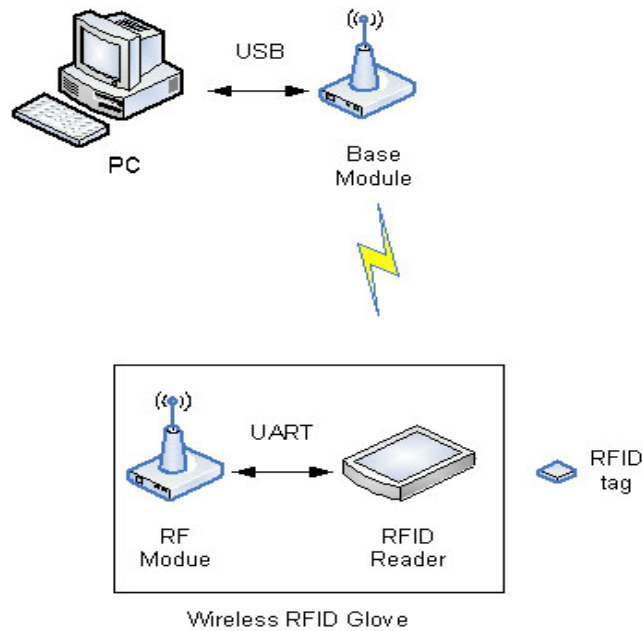 USB
PC
Base
Module
UART
RF
Modue
RFID
Reader
RFID
tag
Wireless RFID Glove